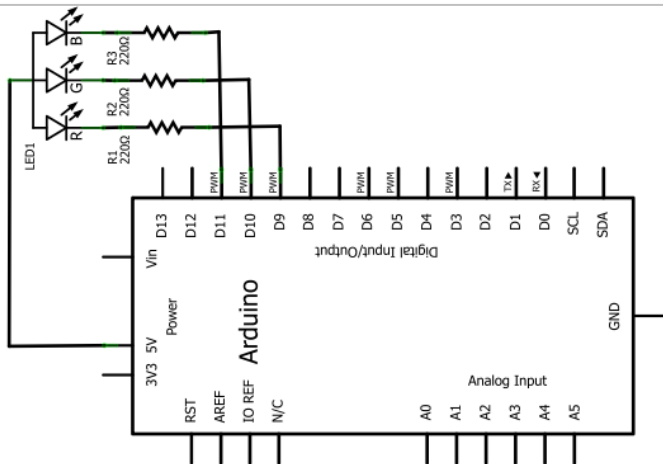 B
G
R
R3
220Ω
R2
220Ω
R1
220Ω
LED1
PWM
PWM
PWM
PWM
PWM
PWM
TX▶
RX◀
D13
D12
D11
D10
D9
D8
D7
D6
D5
D4
D3
D2
D1
D0
SCL
SDA
Digital Input/Output
Vin
Power
5V
3V3
Arduino
GND
Analog Input
RST
AREF
IO REF
N/C
A0
A1
A2
A3
A4
A5